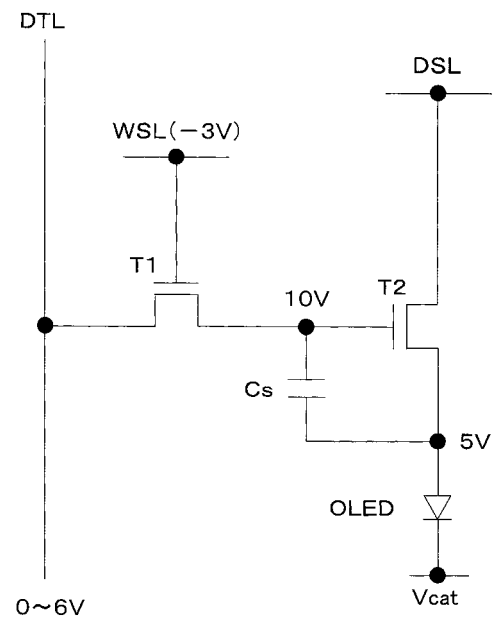 DTL
DSL
WSL(−3V)
T1
10V
T2
Cs
5V
OLED
Vcat
0〜6V